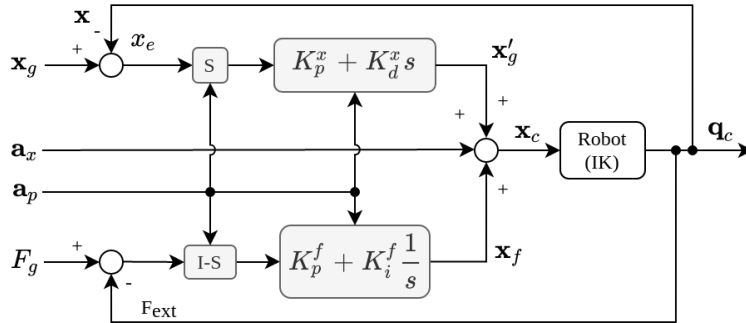 x
-
x_g
+
x_e
S
K_p^x + K_d^x s
x'_g
+
+
a_x
x_c
Robot
(IK)
q_c
a_p
+
F_g
+
-
I-S
K_p^f + K_i^f 1/s
x_f
F_ext